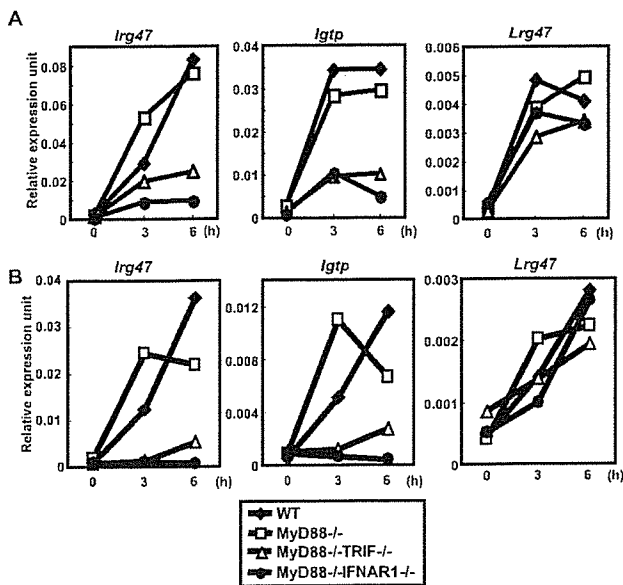 A
Irg47
Igtp
Lrg47
Relative expression unit
0.08
0.06
0.04
0.02
0
0 3 6 (h)
0.04
0.03
0.02
0.01
0
0 3 6 (h)
0.006
0.005
0.004
0.003
0.002
0.001
0
0 3 6 (h)
B
Irg47
Igtp
Lrg47
Relative expression unit
0.04
0.03
0.02
0.01
0
0 3 6 (h)
0.012
0.008
0.004
0
0 3 6 (h)
0.003
0.002
0.001
0
0 3 6 (h)
WT
MyD88-/-
MyD88-/-TRIF-/-
MyD88-/-IFNAR1-/-